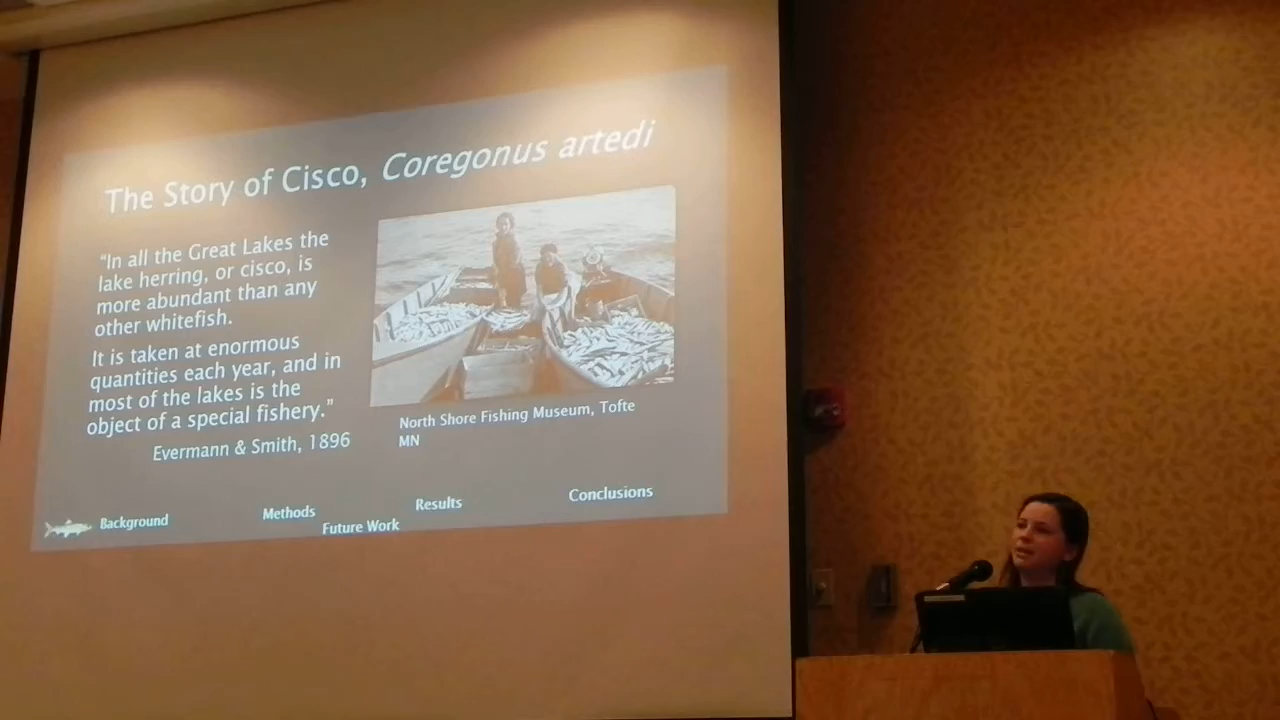 The Story of Cisco, Coregonus artedi
“In all the Great Lakes the
lake herring, or cisco, is
more abundant than any
other whitefish.
It is taken at enormous
quantities each year, and in
most of the lakes is the
object of a special fishery.”
Evermann & Smith, 1896
North Shore Fishing Museum, Tofte
MN
Background
Methods
Results
Conclusions
Future Work